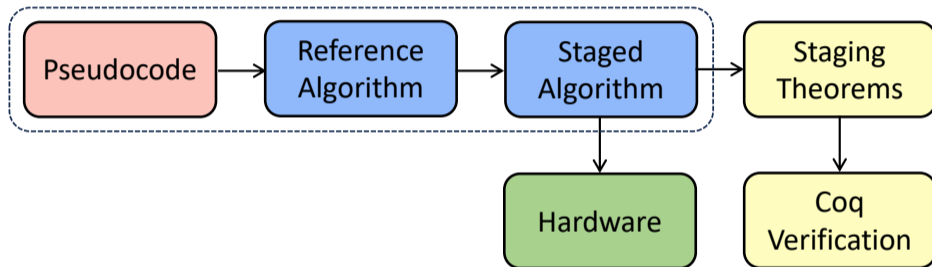 Pseudocode
Reference
Algorithm
Staged
Algorithm
Staging
Theorems
Hardware
Coq
Verification